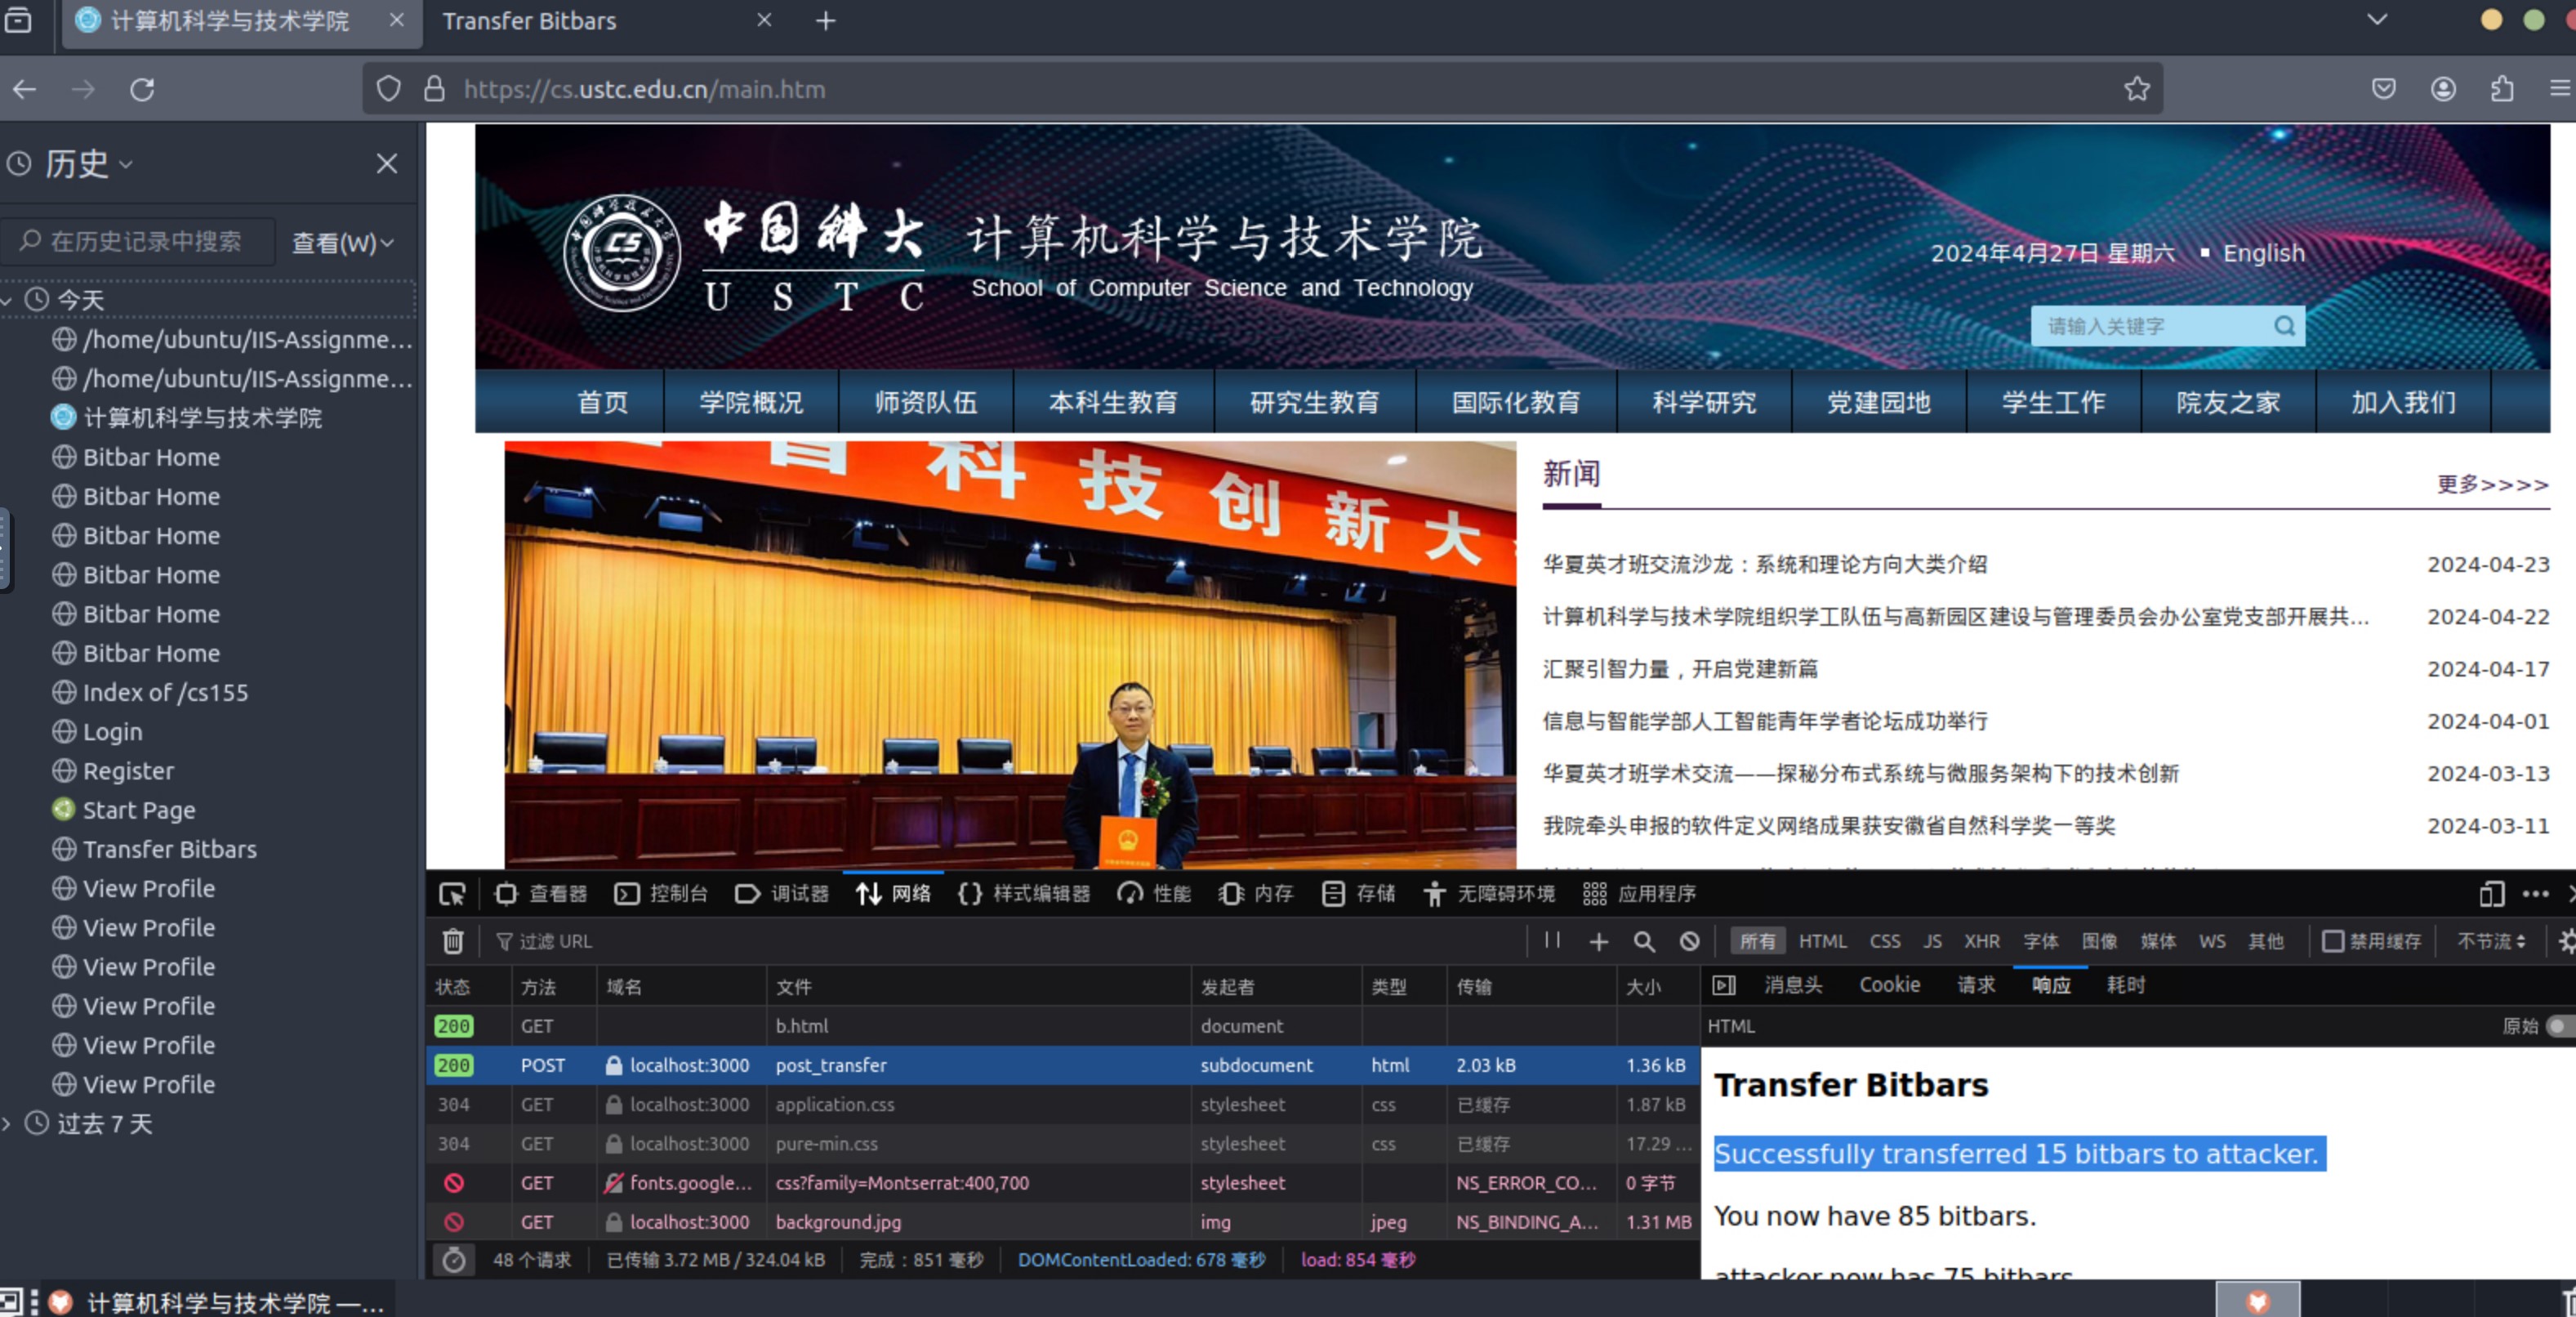 计算机科学与技术学院
Transfer Bitbars
https://cs.ustc.edu.cn/main.htm
历史
在历史记录中搜索
查看(W)
今天
/home/ubuntu/IIS-Assignme...
/home/ubuntu/IIS-Assignme...
计算机科学与技术学院
Bitbar Home
Bitbar Home
Bitbar Home
Bitbar Home
Bitbar Home
Bitbar Home
Index of /cs155
Login
Register
Start Page
Transfer Bitbars
View Profile
View Profile
View Profile
View Profile
View Profile
View Profile
过去 7 天
CS
中国科大 计算机科学与技术学院
USTC School of Computer Science and Technology
2024年4月27日 星期六 ▪ English
请输入关键字
首页 学院概况 师资队伍 本科生教育 研究生教育 国际化教育 科学研究 党建园地 学生工作 院友之家 加入我们
科技创新大
新闻
更多>>>>
华夏英才班交流沙龙：系统和理论方向大类介绍 2024-04-23
计算机科学与技术学院组织学工队伍与高新园区建设与管理委员会办公室党支部开展共... 2024-04-22
汇聚引智力量，开启党建新篇 2024-04-17
信息与智能学部人工智能青年学者论坛成功举行 2024-04-01
华夏英才班学术交流——探秘分布式系统与微服务架构下的技术创新 2024-03-13
我院牵头申报的软件定义网络成果获安徽省自然科学奖一等奖 2024-03-11
查看器 控制台 调试器 网络 样式编辑器 性能 内存 存储 无障碍环境 应用程序
过滤 URL
所有 HTML CSS JS XHR 字体 图像 媒体 WS 其他 禁用缓存 不节流
状态 方法 域名 文件 发起者 类型 传输 大小
200 GET b.html document
200 POST localhost:3000 post_transfer subdocument html 2.03 kB 1.36 kB
304 GET localhost:3000 application.css stylesheet css 已缓存 1.87 kB
304 GET localhost:3000 pure-min.css stylesheet css 已缓存 17.29 ...
GET fonts.google... css?family=Montserrat:400,700 stylesheet NS_ERROR_CO... 0 字节
GET localhost:3000 background.jpg img jpeg NS_BINDING_A... 1.31 MB
48 个请求 已传输 3.72 MB / 324.04 kB 完成：851 毫秒 DOMContentLoaded: 678 毫秒 load: 854 毫秒
消息头 Cookie 请求 响应 耗时
HTML 原始
Transfer Bitbars
Successfully transferred 15 bitbars to attacker.
You now have 85 bitbars.
attacker now has 75 bitbars
计算机科学与技术学院 —...